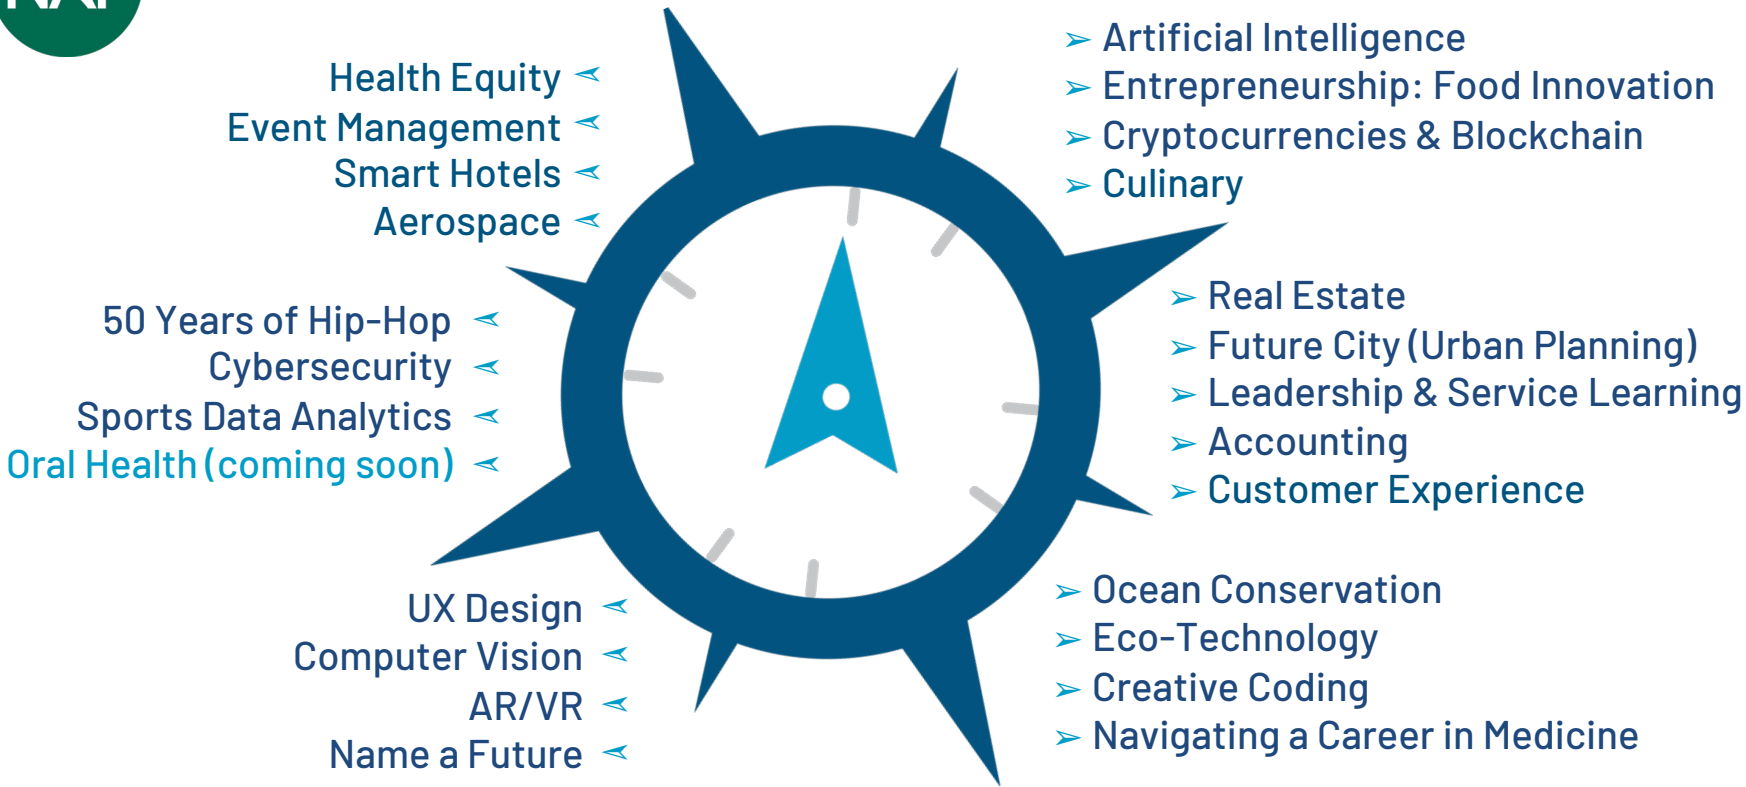 NAF
Health Equity
Event Management
Smart Hotels
Aerospace
50 Years of Hip-Hop
Cybersecurity
Sports Data Analytics
Oral Health (coming soon)
UX Design
Computer Vision
AR/VR
Name a Future
Artificial Intelligence
Entrepreneurship: Food Innovation
Cryptocurrencies & Blockchain
Culinary
Real Estate
Future City (Urban Planning)
Leadership & Service Learning
Accounting
Customer Experience
Ocean Conservation
Eco-Technology
Creative Coding
Navigating a Career in Medicine